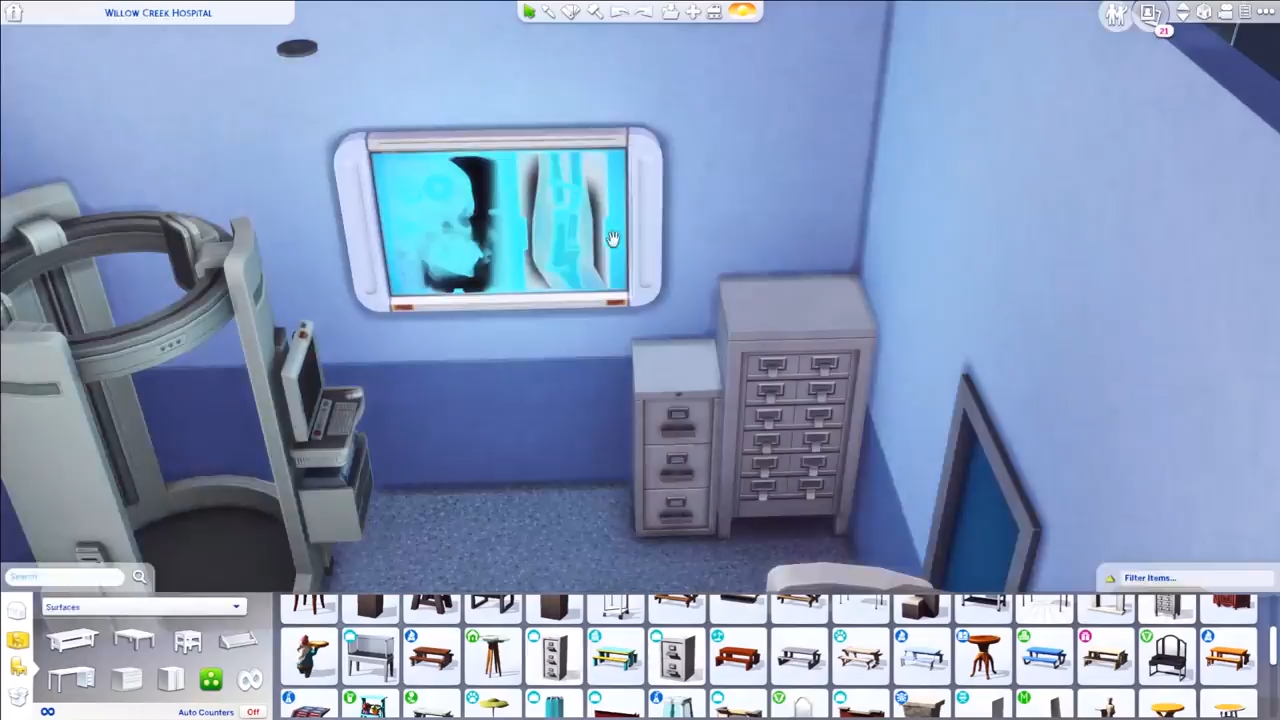 WILLOW CREEK HOSPITAL
21
Search
Filter Items...
Surfaces
Auto Counters Off